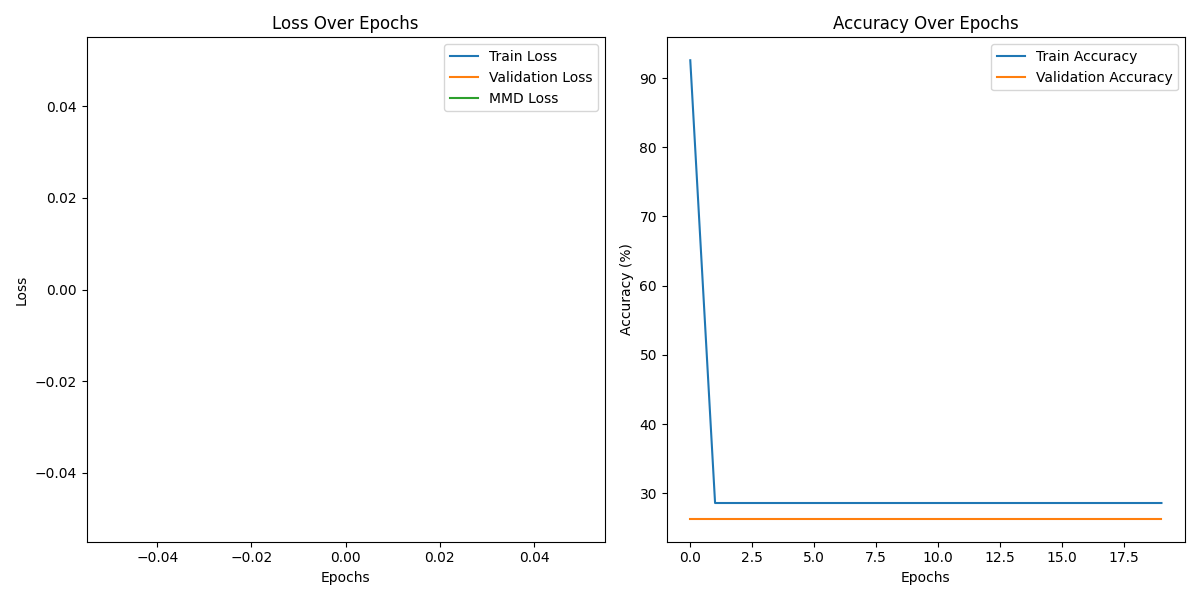 Loss Over Epochs
Train Loss
Validation Loss
MMD Loss
0.04
0.02
0.00
−0.02
−0.04
Loss
−0.04
−0.02
0.00
0.02
0.04
Epochs
Accuracy Over Epochs
Train Accuracy
Validation Accuracy
90
80
70
60
50
40
30
Accuracy (%)
0.0
2.5
5.0
7.5
10.0
12.5
15.0
17.5
Epochs